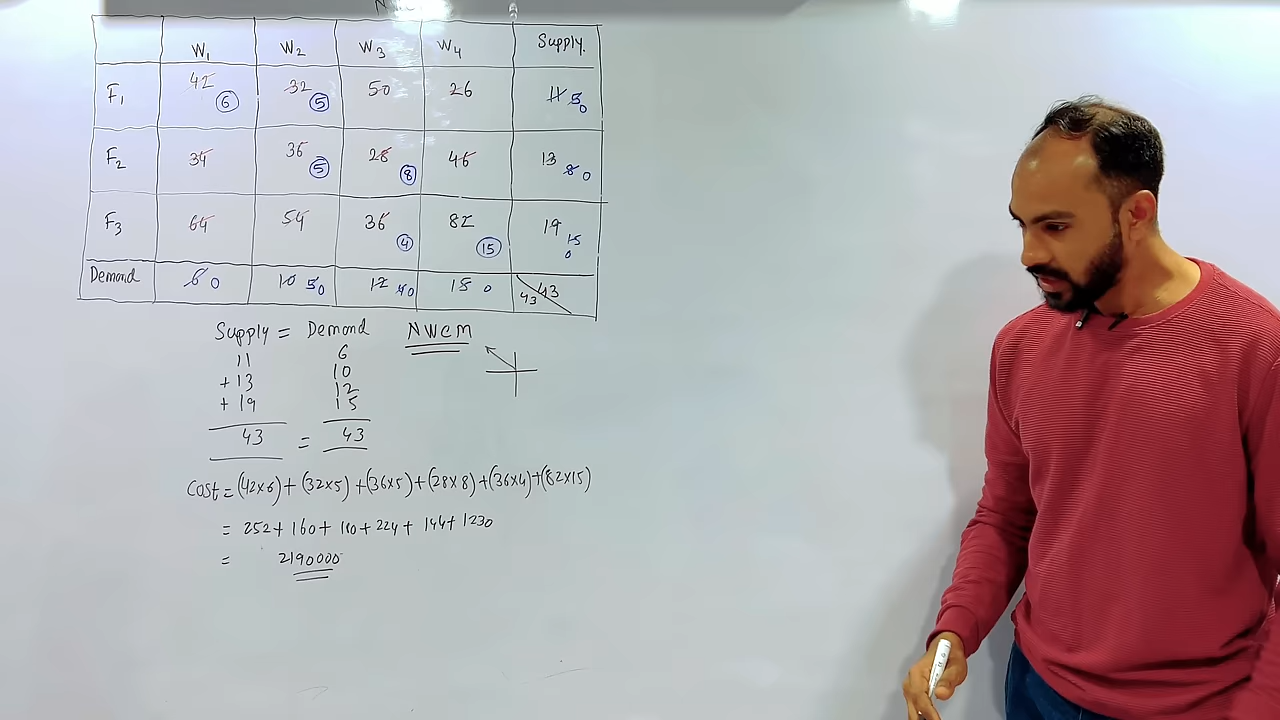 W1 W2 W3 W4 Supply.
F1 42 6 32 5 50 26 11 5 0
F2 34 36 5 28 8 46 13 8 0
F3 64 54 36 4 82 15 19 15 0
Demand 6 0 10 5 0 12 4 0 15 0 43 43
Supply = Demand NWCM
11 6
+ 13 10
+ 19 12
15
43 = 43
Cost = (42x6) + (32x5) + (36x5) + (28x8) + (36x4) + (82x15)
= 252 + 160 + 180 + 224 + 144 + 1230
= 2190000